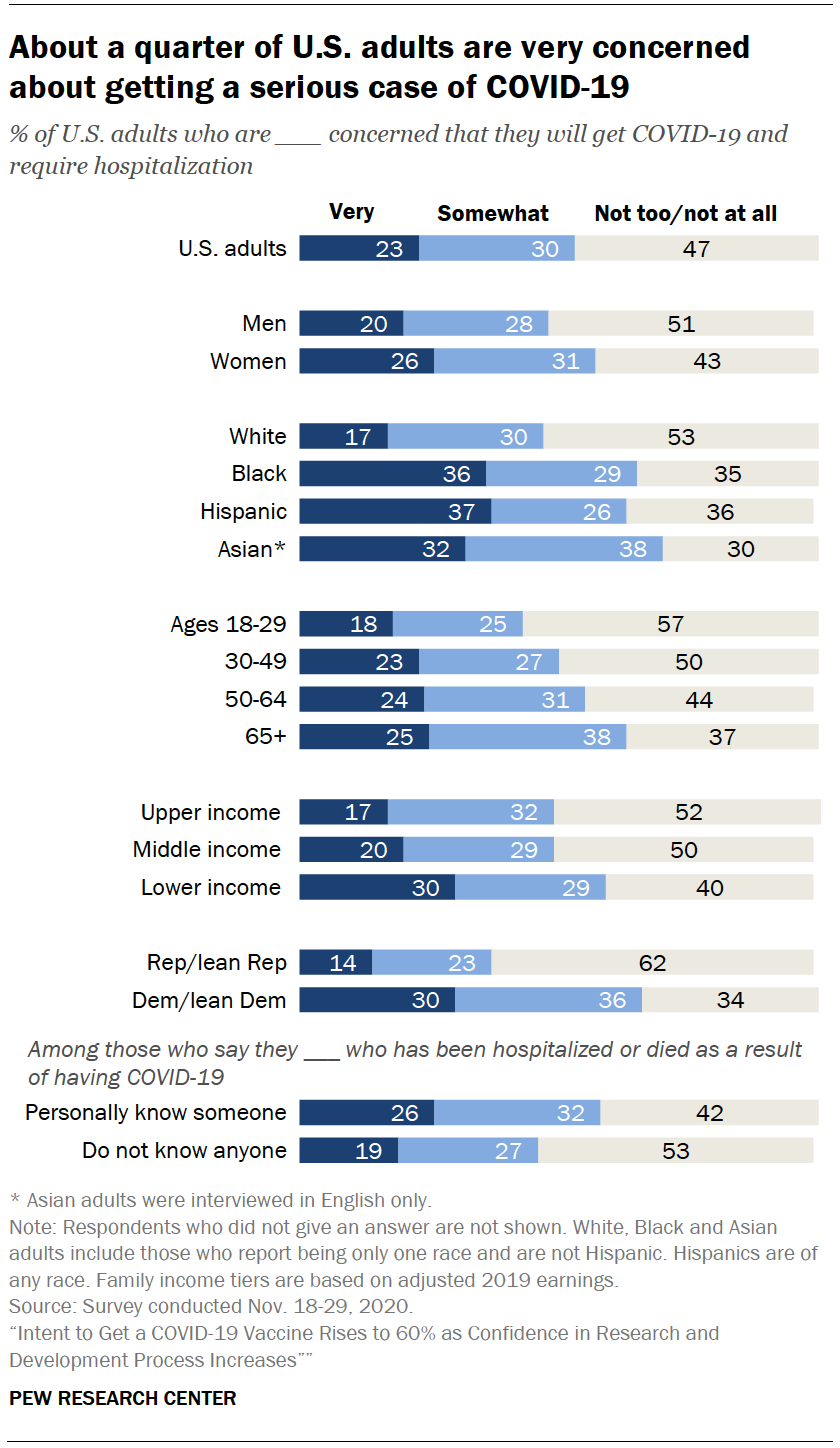 About a quarter of U.S. adults are very concerned
about getting a serious case of COVID-19
% of U.S. adults who are ___ concerned that they will get COVID-19 and
require hospitalization
Very Somewhat Not too/not at all
U.S. adults 23 30 47
Men 20 28 51
Women 26 31 43
White 17 30 53
Black 36 29 35
Hispanic 37 26 36
Asian* 32 38 30
Ages 18-29 18 25 57
30-49 23 27 50
50-64 24 31 44
65+ 25 38 37
Upper income 17 32 52
Middle income 20 29 50
Lower income 30 29 40
Rep/lean Rep 14 23 62
Dem/lean Dem 30 36 34
Among those who say they ___ who has been hospitalized or died as a result
of having COVID-19
Personally know someone 26 32 42
Do not know anyone 19 27 53
* Asian adults were interviewed in English only.
Note: Respondents who did not give an answer are not shown. White, Black and Asian
adults include those who report being only one race and are not Hispanic. Hispanics are of
any race. Family income tiers are based on adjusted 2019 earnings.
Source: Survey conducted Nov. 18-29, 2020.
“Intent to Get a COVID-19 Vaccine Rises to 60% as Confidence in Research and
Development Process Increases””
PEW RESEARCH CENTER